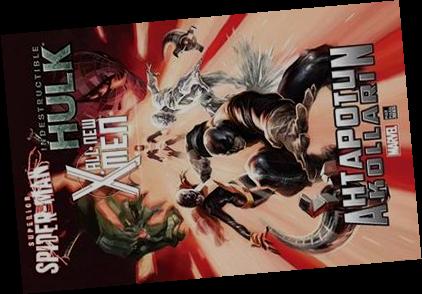 SUPERIOR
SPIDER-MAN
INDESTRUCTIBLE
HULK
ALL-NEW
X-MEN
AHTAPOTUN
KOLLARI
MARVEL